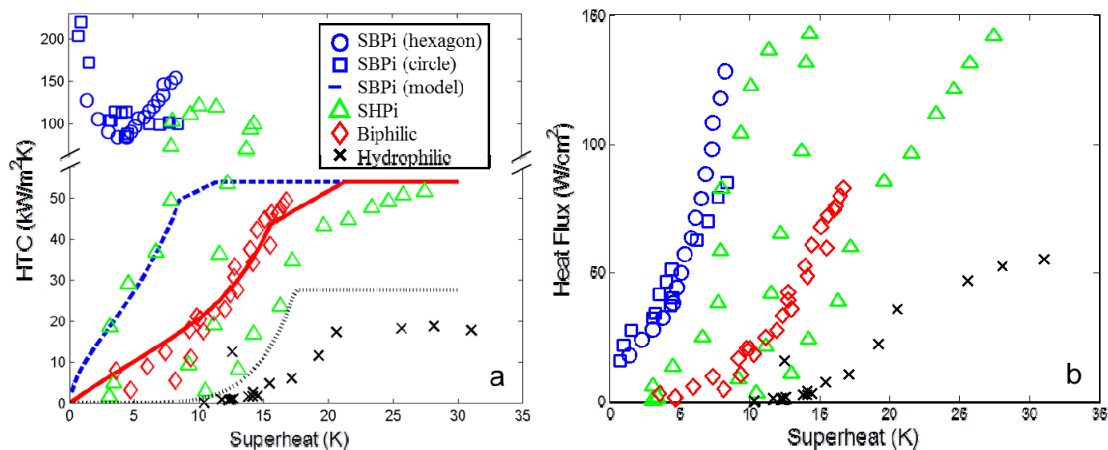 200
150
100
50
40
30
20
10
0
HTC (kW/m²K)
SBPi (hexagon)
SBPi (circle)
SBPi (model)
SHPi
Biphilic
Hydrophilic
a
0 5 10 15 20 25 30 35
Superheat (K)
150
100
50
0
Heat Flux (W/cm²)
b
0 5 10 15 20 25 30 35
Superheat (K)